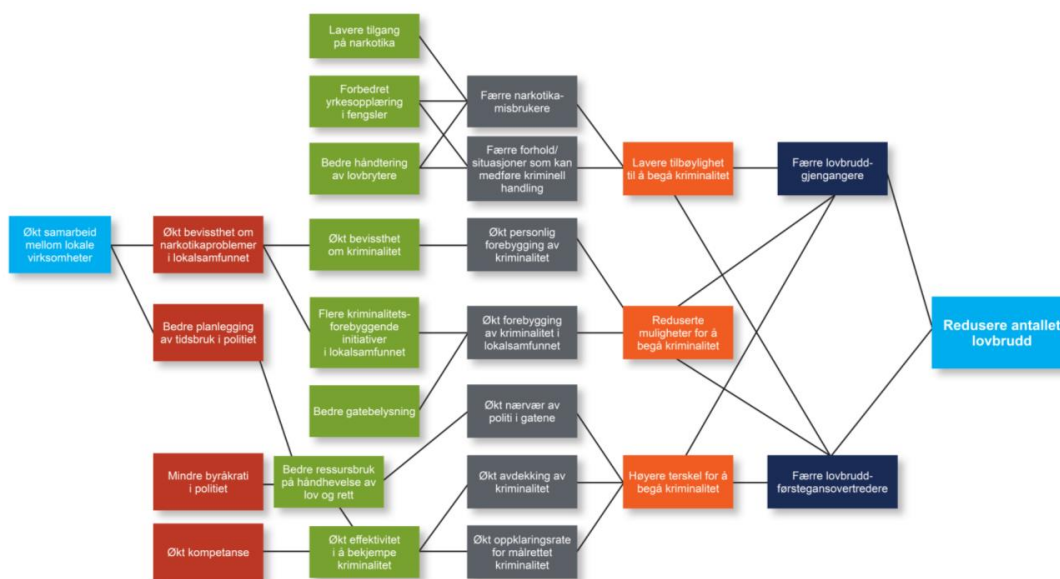 Lavere tilgang
på narkotika
Forbedret
yrkesopplæring
i fengsler
Bedre håndtering
av lovbrytere
Økt samarbeid
mellom lokale
virksomheter
Økt bevissthet om
narkotikaproblemer
i lokalsamfunnet
Økt bevissthet
om kriminalitet
Bedre planlegging
av tidsbruk i politiet
Flere kriminalitets-
forebyggende
initiativer
i lokalsamfunnet
Bedre gatebelysning
Mindre byråkrati
i politiet
Bedre ressursbruk
på håndhevelse av
lov og rett
Økt kompetanse
Økt effektivitet
i å bekjempe
kriminalitet
Færre narkotika-
misbrukere
Færre forhold/
situasjoner som kan
medføre kriminell
handling
Økt personlig
forebygging av
kriminalitet
Økt forebygging
av kriminalitet i
lokalsamfunnet
Økt nærvær av
politi i gatene
Økt avdekking av
kriminalitet
Økt oppklaringsrate
for målrettet
kriminalitet
Lavere tilbøylighet
til å begå kriminalitet
Reduserte
muligheter for å
begå kriminalitet
Høyere terskel for å
begå kriminalitet
Færre lovbrudd-
gjengangere
Færre lovbrudd-
førstegansovertredere
Redusere antallet
lovbrudd